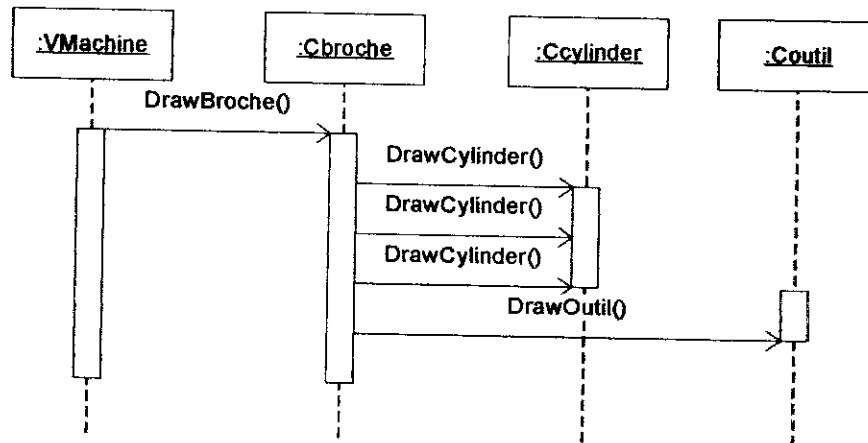 :VMachine
:Cbroche
:Ccylinder
:Coutil
DrawBroche()
DrawCylinder()
DrawCylinder()
DrawCylinder()
DrawOutil()